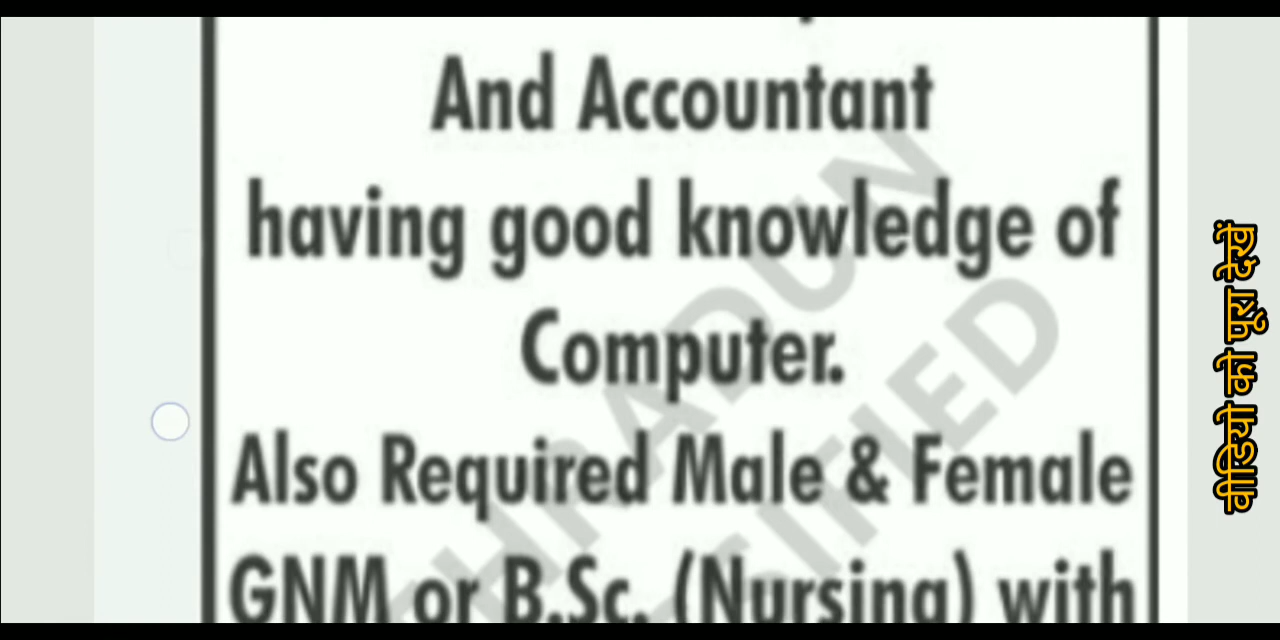 And Accountant
having good knowledge of
Computer.
Also Required Male & Female
GNM or B.Sc. (Nursing) with
वीडियो को पूरा देखें